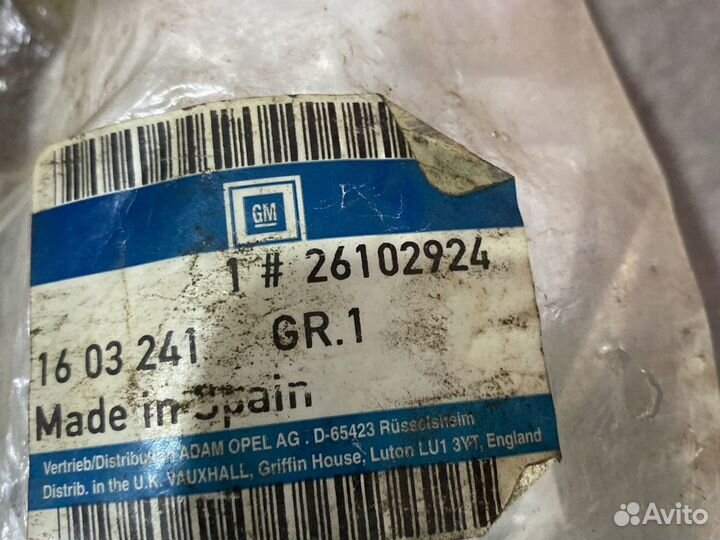 GM
1 # 26102924
16 03 241 GR.1
Made in Spain
Vertrieb/Distribution ADAM OPEL AG . D-65423 Rüsselsheim
Distrib. in the U.K. VAUXHALL, Griffin House, Luton LU1 3YT, England
Avito